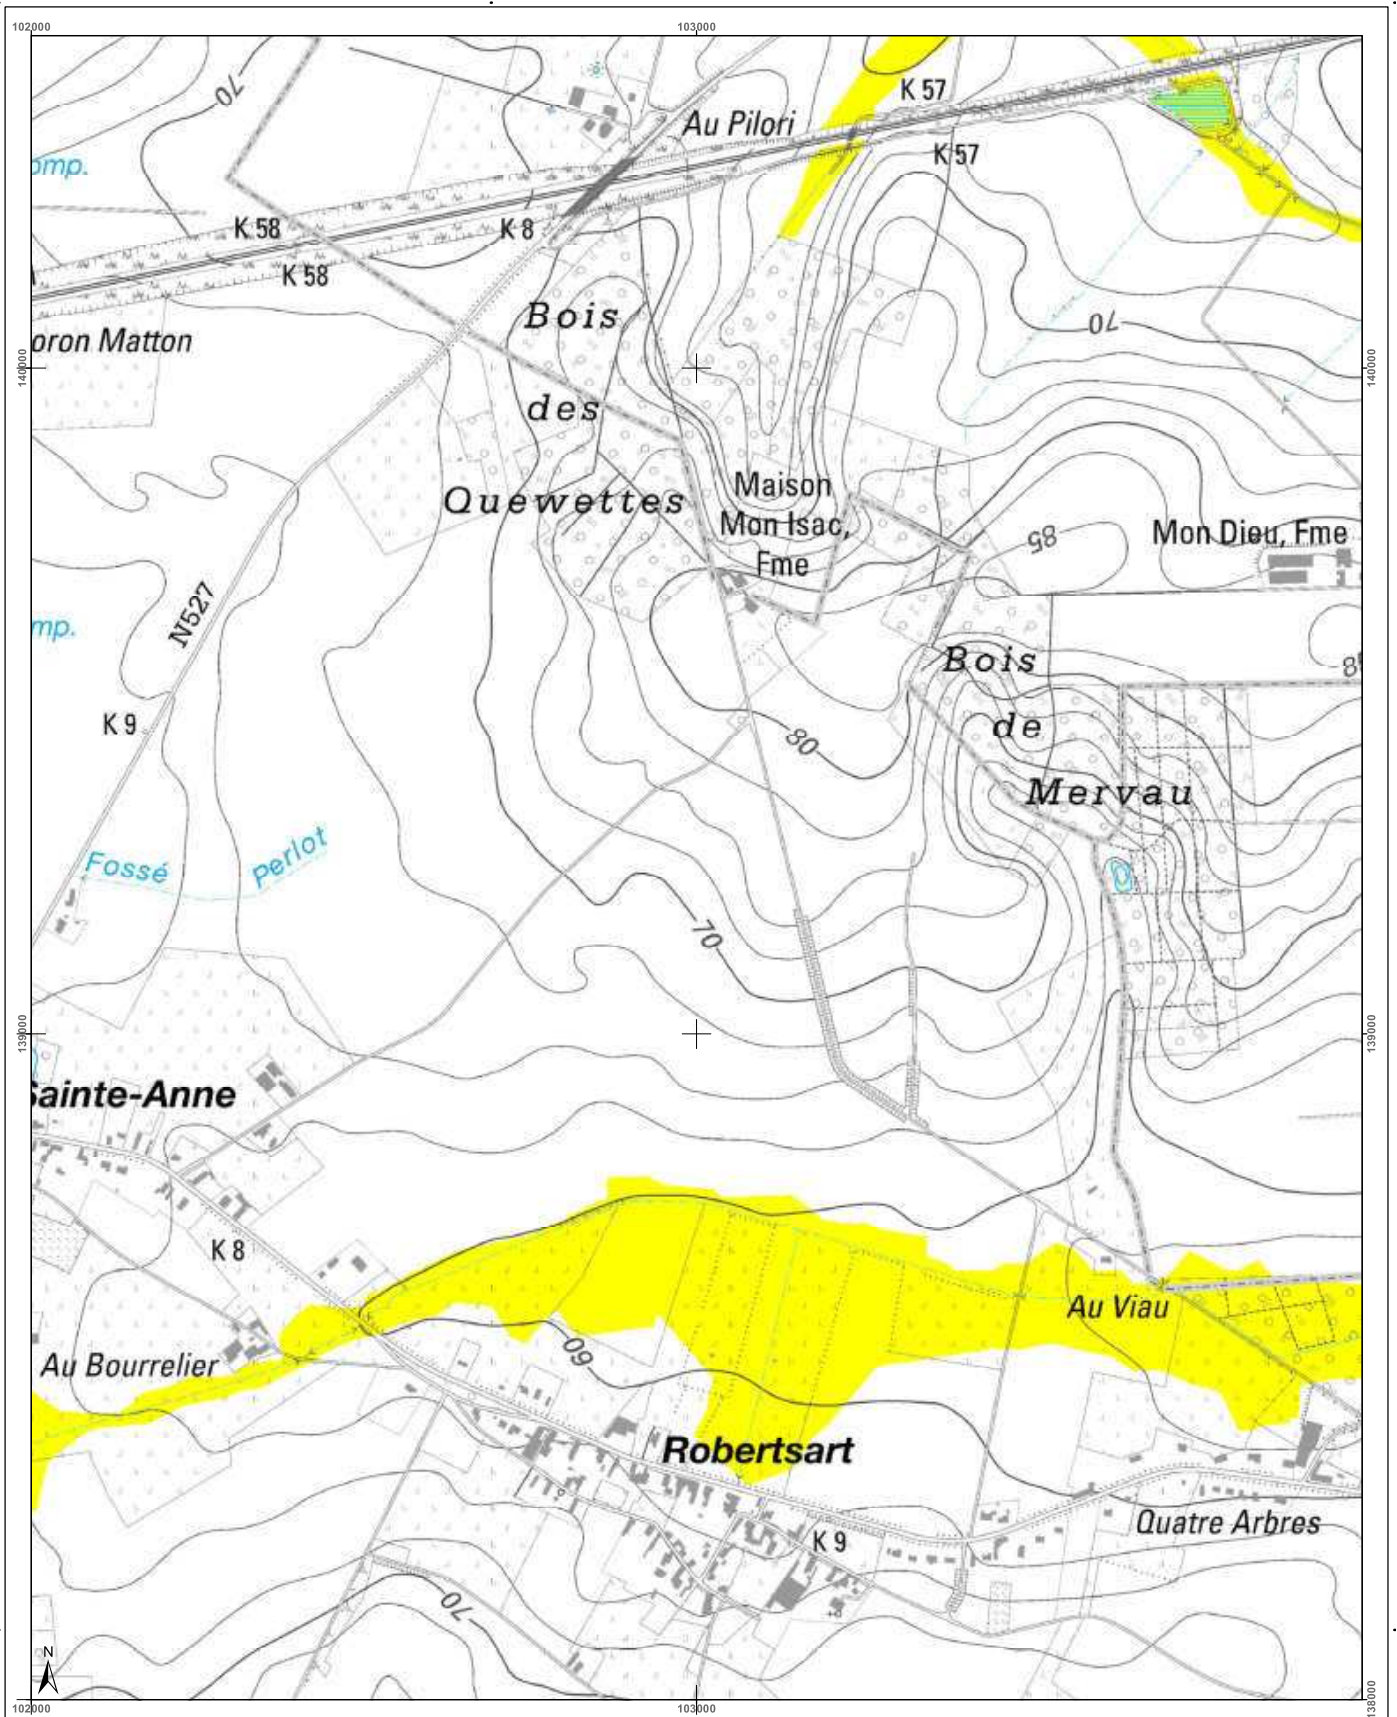 102000
103000
70
Au Pilori
K 57
K 57
omp.
K 58
K 8
K 58
Bois
70
oron Matton
140000
140000
des
Maison
Quewettes
Mon Isac,
Fme
85
Mon Dieu, Fme
N527
mp.
Bois
8
K 9
de
80
Mervau
Fossé
Perlot
70
139000
139000
Sainte-Anne
K 8
Au Viau
60
Au Bourrelier
Robertsart
Quatre Arbres
K 9
70
N
102000
103000
138000